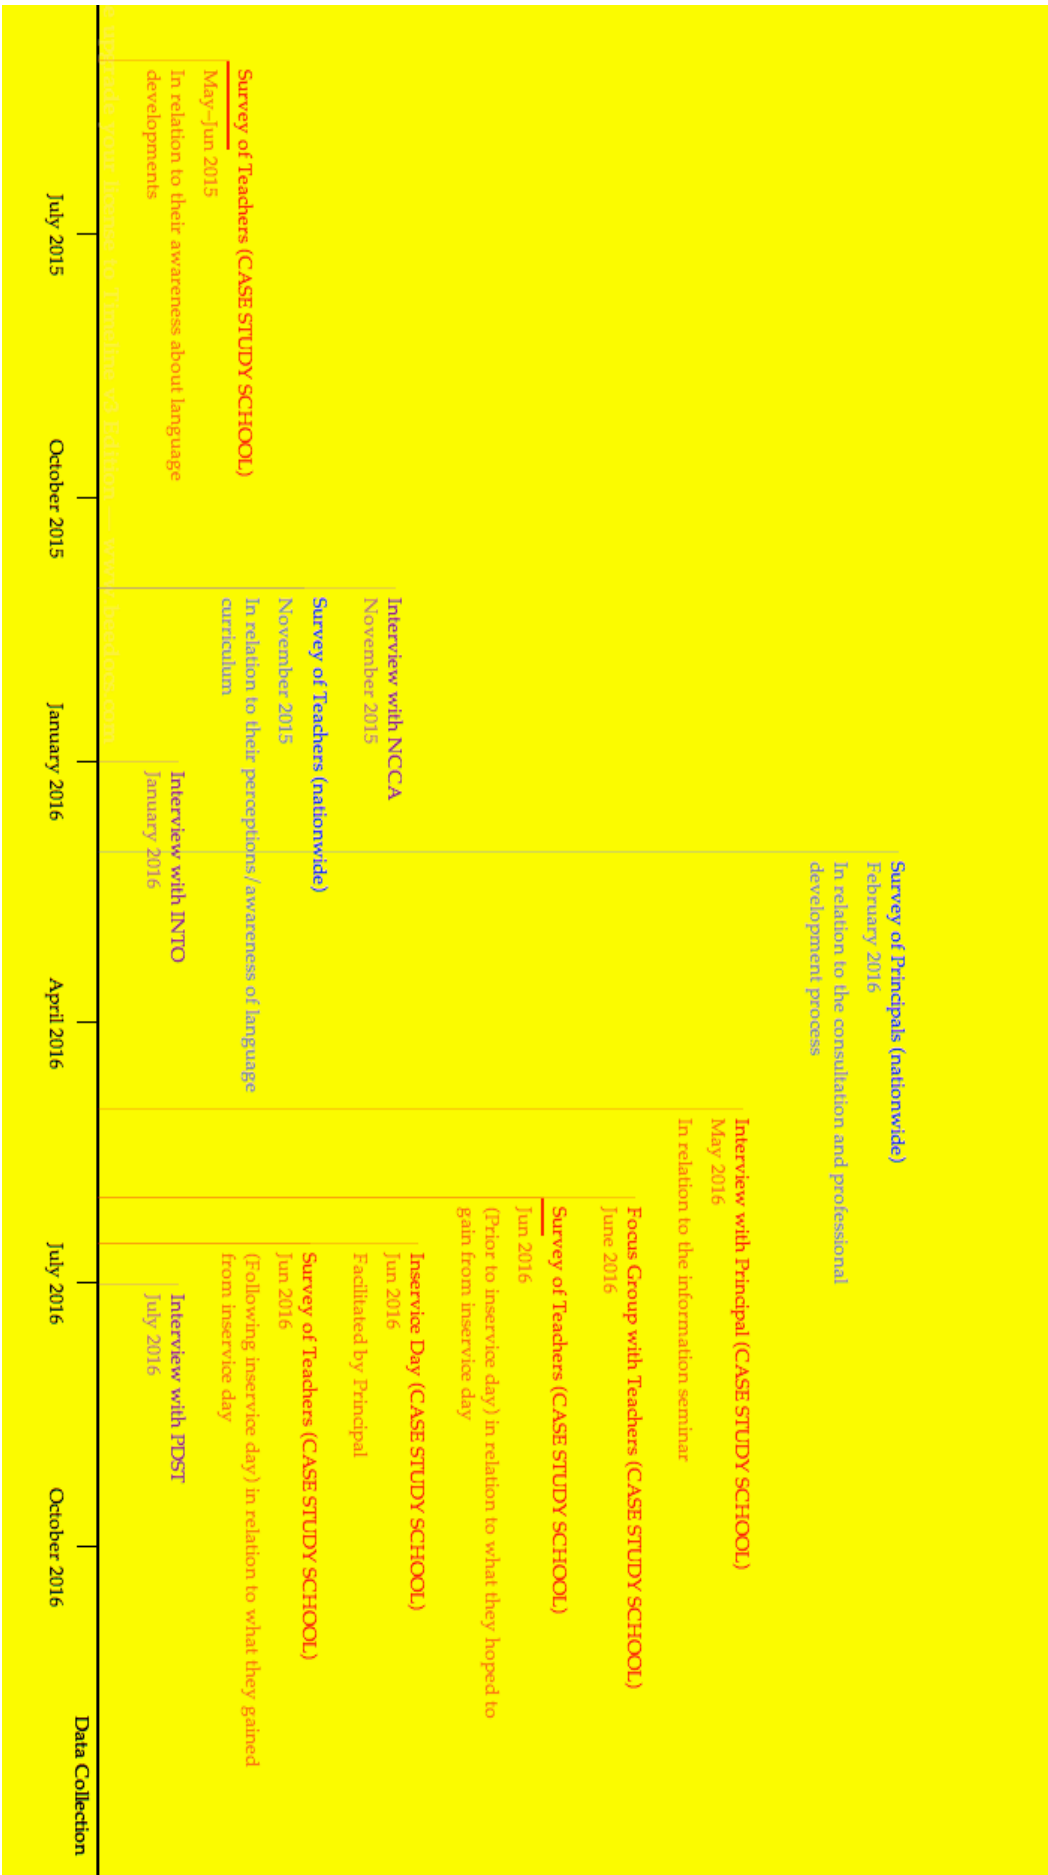 Survey of Principals (nationwide)
February 2016
In relation to the consultation and professional
development process
Interview with Principal (CASE STUDY SCHOOL)
May 2016
In relation to the information seminar
Focus Group with Teachers (CASE STUDY SCHOOL)
June 2016
Survey of Teachers (CASE STUDY SCHOOL)
Jun 2016
(Prior to inservice day) in relation to what they hoped to
gain from inservice day
Interview with NCCA
November 2015
Inservice Day (CASE STUDY SCHOOL)
Jun 2016
Facilitated by Principal
Survey of Teachers (nationwide)
November 2015
In relation to their perceptions/awareness of language
curriculum
Survey of Teachers (CASE STUDY SCHOOL)
Jun 2016
(Following inservice day) in relation to what they gained
from inservice day
Survey of Teachers (CASE STUDY SCHOOL)
May–Jun 2015
In relation to their awareness about language
developments
Interview with INTO
January 2016
Interview with PDST
July 2016
Data Collection
July 2015
October 2015
January 2016
April 2016
July 2016
October 2016